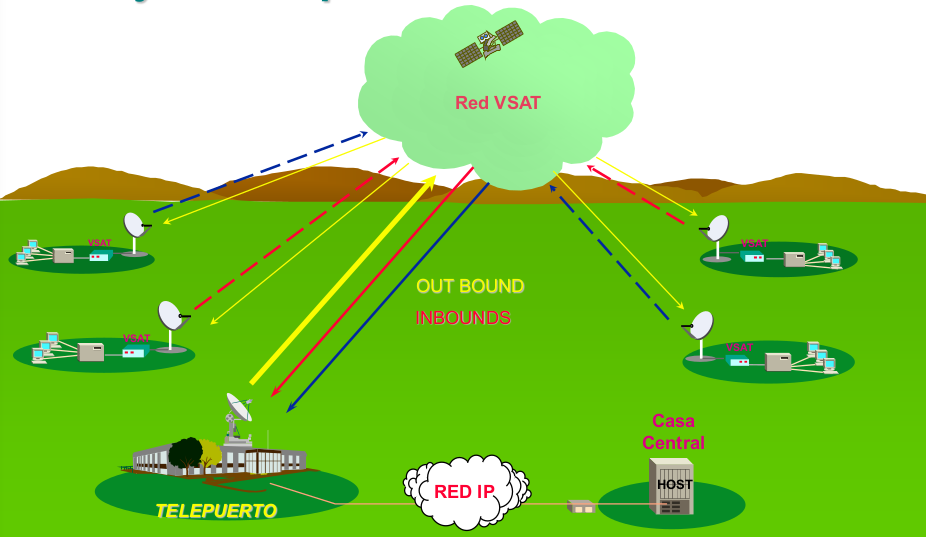 Red VSAT
VSAT
VSAT
OUT BOUND
INBOUNDS
VSAT
VSAT
Casa
Central
HOST
RED IP
TELEPUERTO